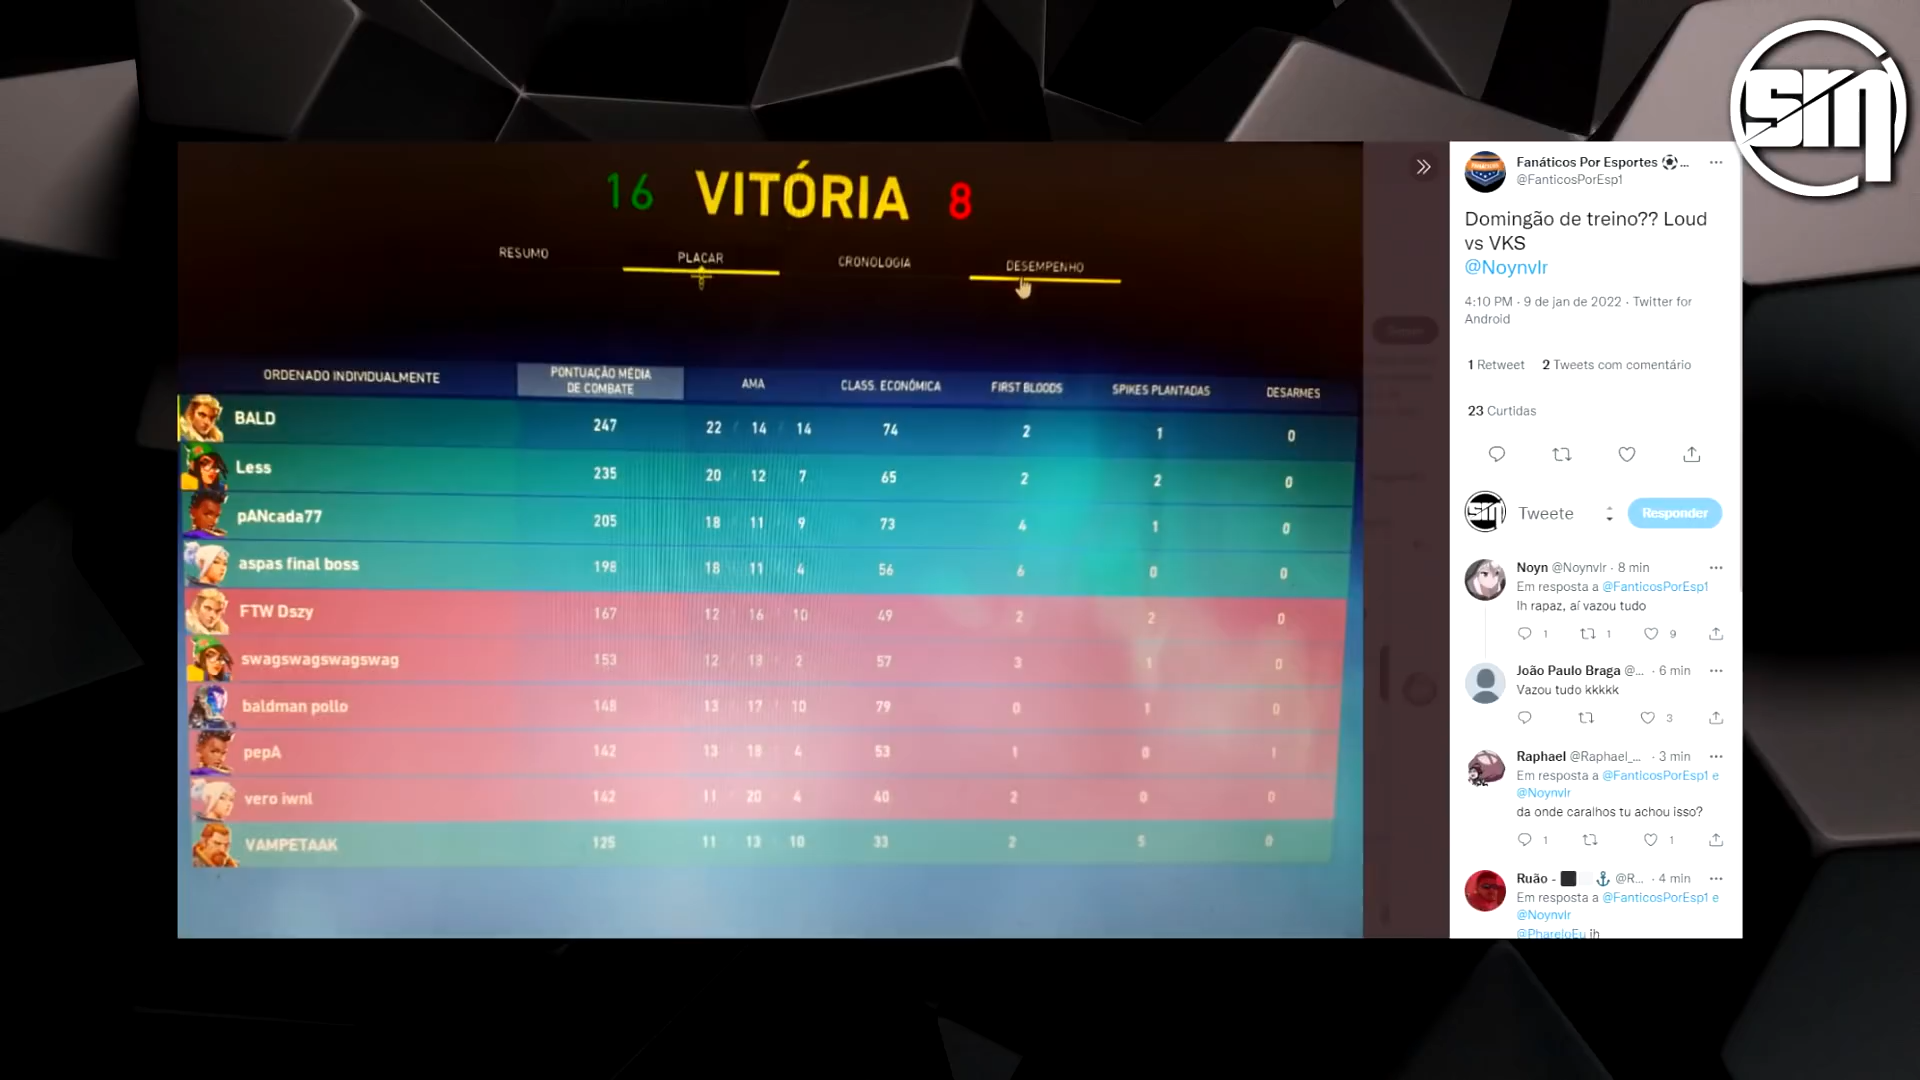 SM
16 VITÓRIA 8
RESUMO PLACAR CRONOLOGIA DESEMPENHO
ORDENADO INDIVIDUALMENTE PONTUAÇÃO MÉDIA DE COMBATE AMA CLASS. ECONÔMICA FIRST BLOODS SPIKES PLANTADAS DESARMES
BALD 247 22 / 14 / 14 74 2 1 0
Less 235 20 12 7 65 2 2 0
pANcada77 205 18 11 9 73 4 1 0
aspas final boss 198 18 11 4 56 6 0 0
FTW Dszy 167 12 16 10 49 2 2 0
swagswagswagswag 153 12 18 2 57 3 1 0
baldman pollo 148 13 17 10 79 0 1 0
pepA 142 13 18 4 53 1 0 1
vero iwnl 142 11 20 4 40 2 0 0
VAMPETAAK 125 11 13 10 33 2 5 0
Fanáticos Por Esportes ⚽...
@FanticosPorEsp1
Domingão de treino?? Loud
vs VKS
@Noynvlr
4:10 PM · 9 de jan de 2022 · Twitter for
Android
1 Retweet 2 Tweets com comentário
23 Curtidas
Tweete Responder
Noyn @Noynvlr · 8 min
Em resposta a @FanticosPorEsp1
Ih rapaz, aí vazou tudo
1 1 9
João Paulo Braga @... · 6 min
Vazou tudo kkkkk
3
Raphael @Raphael_... · 3 min
Em resposta a @FanticosPorEsp1 e
@Noynvlr
da onde caralhos tu achou isso?
1 1
Ruão - ⚓ @R... · 4 min
Em resposta a @FanticosPorEsp1 e
@Noynvlr
@PhareloEu ih